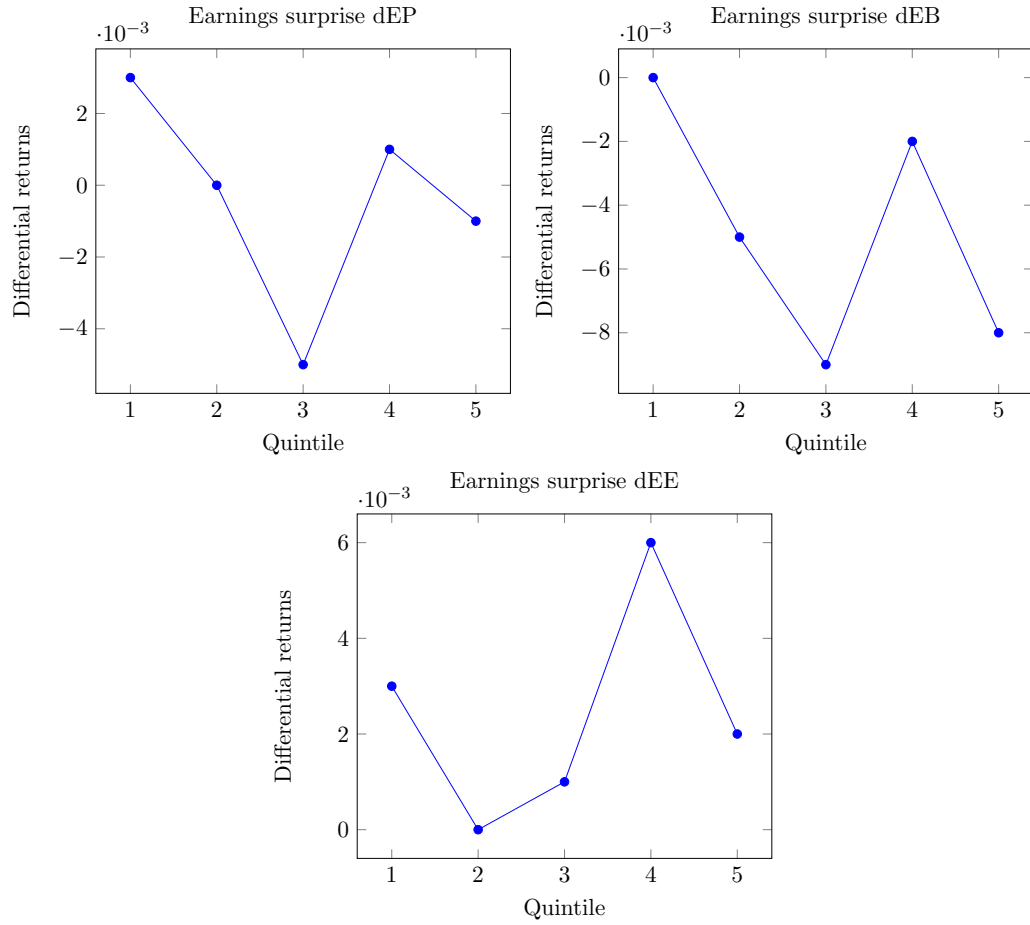 Earnings surprise dEP
·10⁻³
Differential returns
2
0
−2
−4
1 2 3 4 5
Quintile
Earnings surprise dEB
·10⁻³
Differential returns
0
−2
−4
−6
−8
1 2 3 4 5
Quintile
Earnings surprise dEE
·10⁻³
Differential returns
6
4
2
0
1 2 3 4 5
Quintile